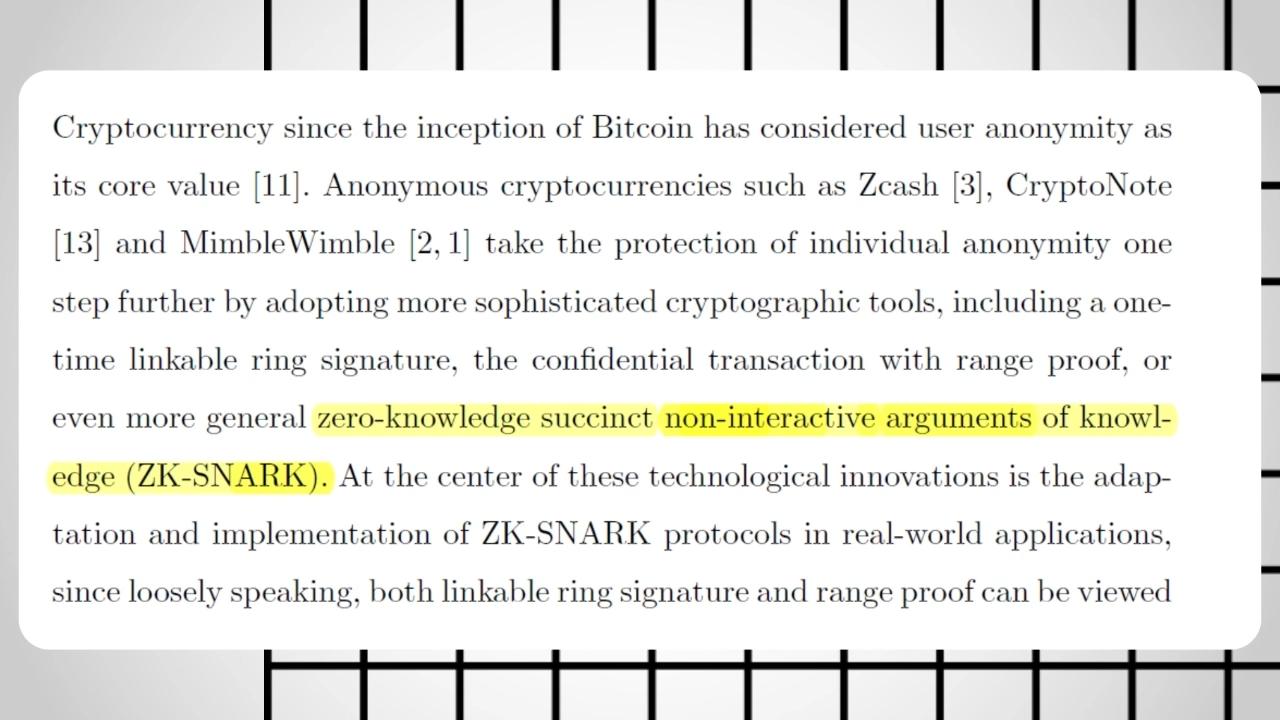 Cryptocurrency since the inception of Bitcoin has considered user anonymity as
its core value [11]. Anonymous cryptocurrencies such as Zcash [3], CryptoNote
[13] and MimbleWimble [2, 1] take the protection of individual anonymity one
step further by adopting more sophisticated cryptographic tools, including a one-
time linkable ring signature, the confidential transaction with range proof, or
even more general zero-knowledge succinct non-interactive arguments of knowl-
edge (ZK-SNARK). At the center of these technological innovations is the adap-
tation and implementation of ZK-SNARK protocols in real-world applications,
since loosely speaking, both linkable ring signature and range proof can be viewed